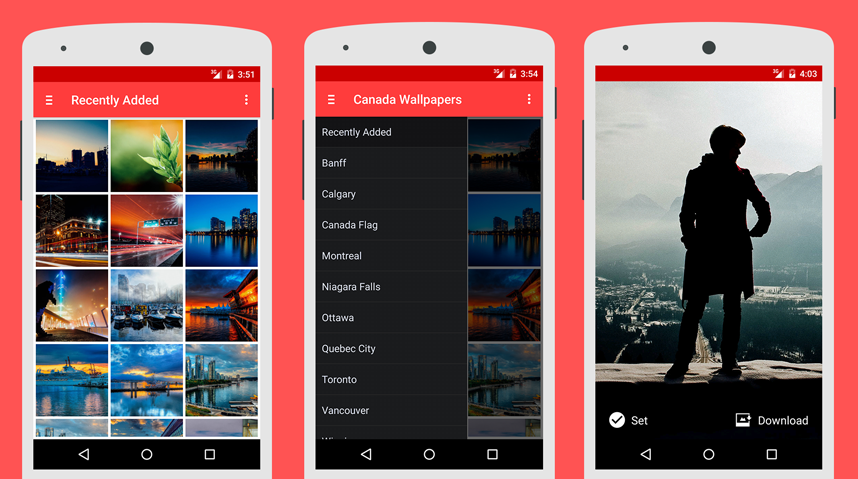 3G 3:51
Recently Added
3G 3:54
Canada Wallpapers
Recently Added
Banff
Calgary
Canada Flag
Montreal
Niagara Falls
Ottawa
Quebec City
Toronto
Vancouver
3G 4:03
Set
Download